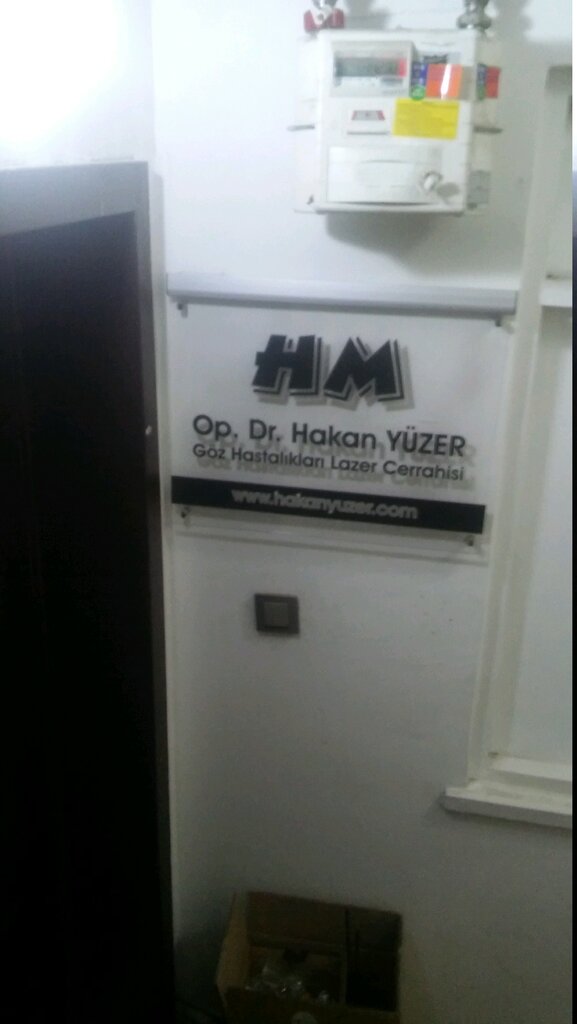 HM
Op. Dr. Hakan YÜZER
Göz Hastalıkları Lazer Cerrahisi
www.hakanyuzer.com